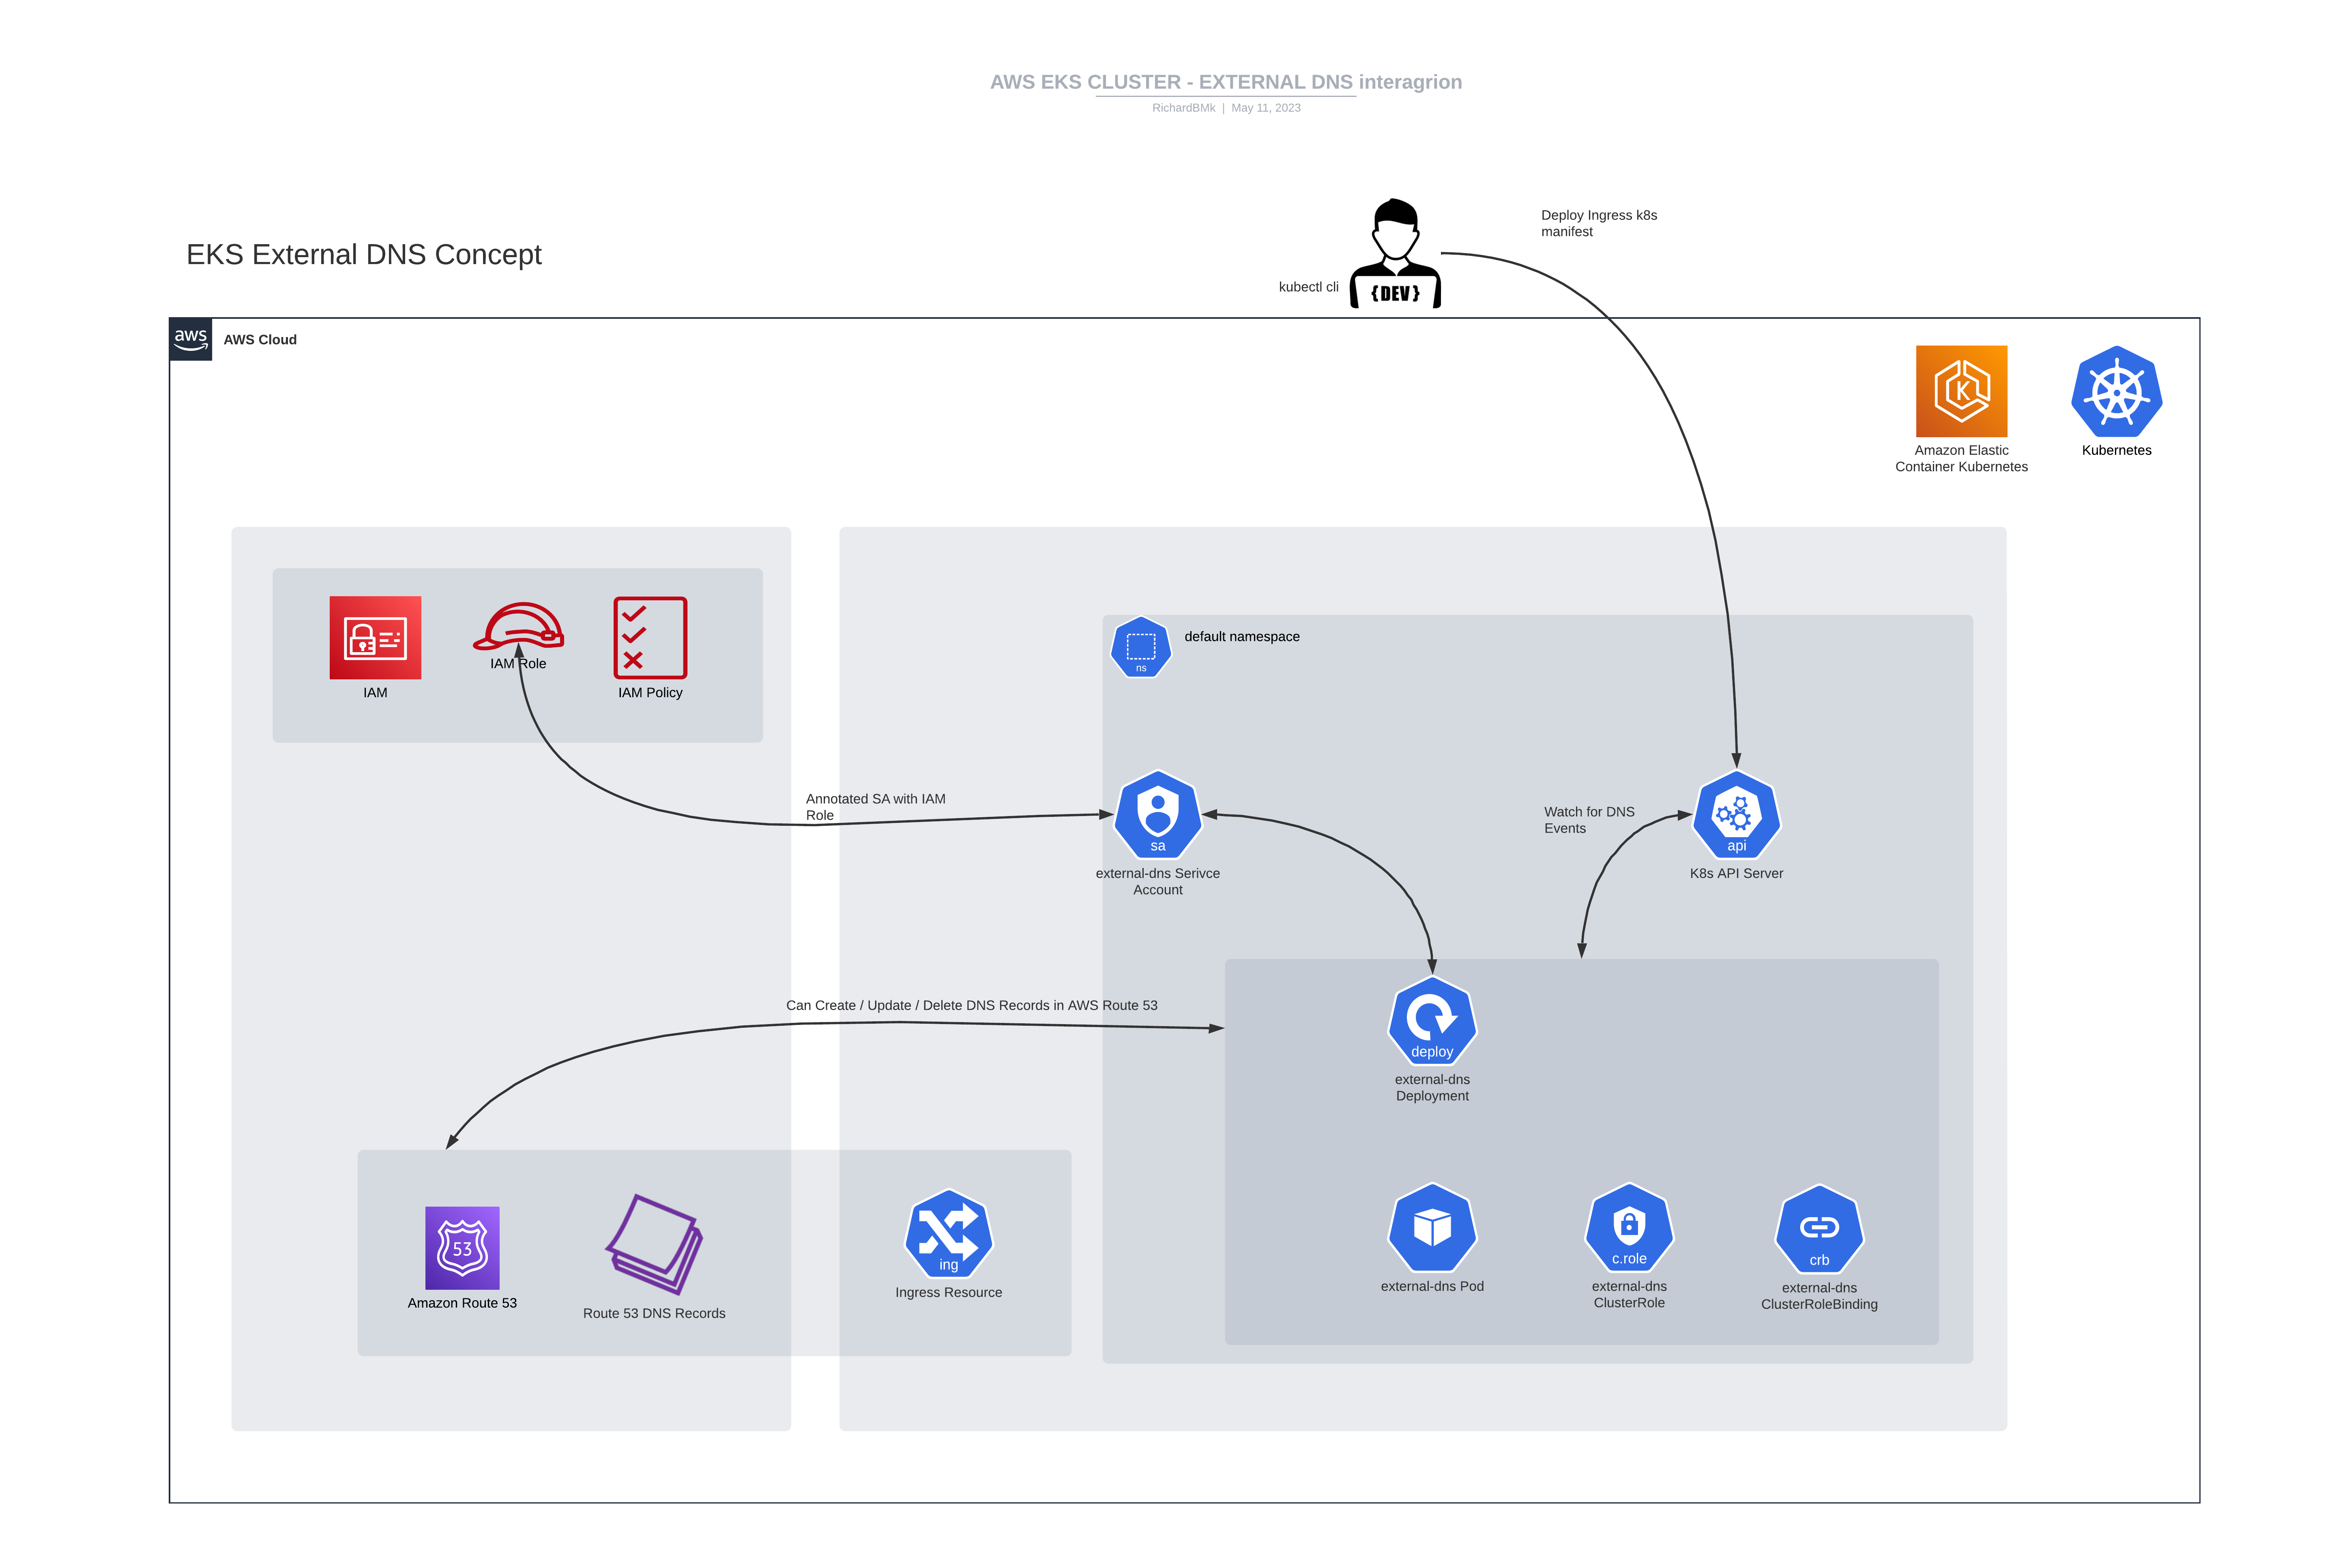 AWS EKS CLUSTER - EXTERNAL DNS interagrion
RichardBMk | May 11, 2023
EKS External DNS Concept
kubectl cli
{DEV}
Deploy Ingress k8s
manifest
aws
AWS Cloud
K
Amazon Elastic
Container Kubernetes
Kubernetes
IAM
IAM Role
IAM Policy
ns
default namespace
Annotated SA with IAM
Role
sa
external-dns Serivce
Account
Watch for DNS
Events
api
K8s API Server
Can Create / Update / Delete DNS Records in AWS Route 53
deploy
external-dns
Deployment
53
Amazon Route 53
Route 53 DNS Records
ing
Ingress Resource
external-dns Pod
c.role
external-dns
ClusterRole
crb
external-dns
ClusterRoleBinding